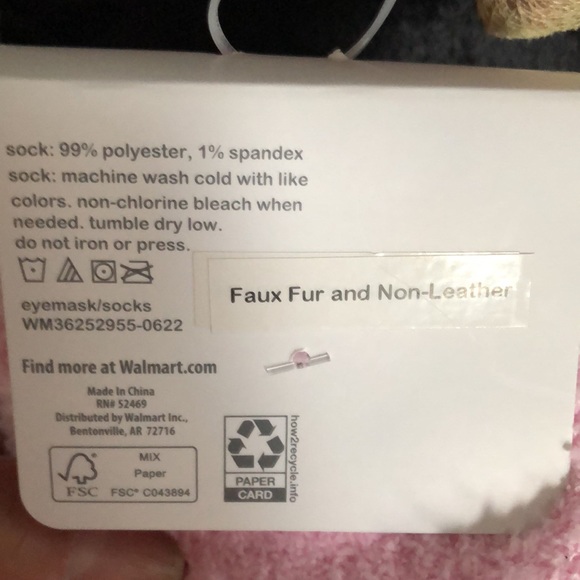 sock: 99% polyester, 1% spandex
sock: machine wash cold with like
colors. non-chlorine bleach when
needed. tumble dry low.
do not iron or press.
Faux Fur and Non-Leather
eyemask/socks
WM36252955-0622
Find more at Walmart.com
Made In China
RN# 52469
Distributed by Walmart Inc.,
Bentonville, AR 72716
FSC
MIX
Paper
FSC® C043894
PAPER
CARD
how2recycle.info